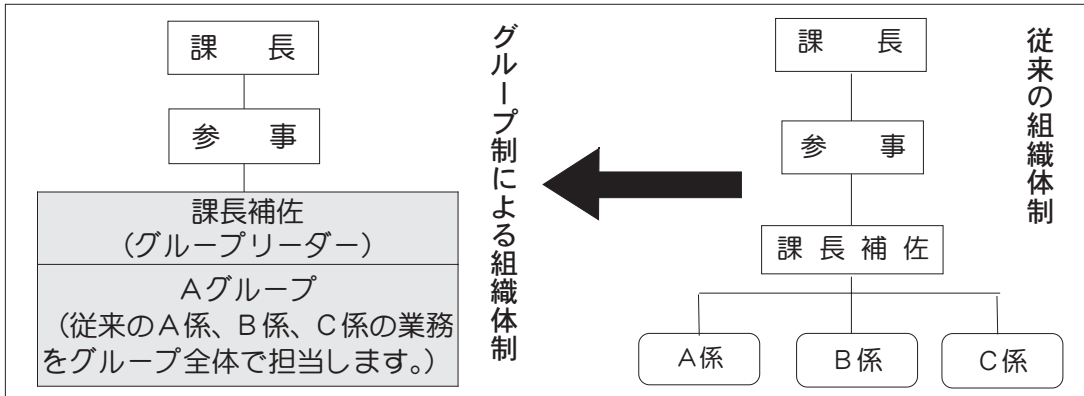 従来の組織体制
課長
参事
課長補佐
A係
B係
C係
グループ制による組織体制
課長
参事
課長補佐
（グループリーダー）
Aグループ
（従来のA係、B係、C係の業務
をグループ全体で担当します。）